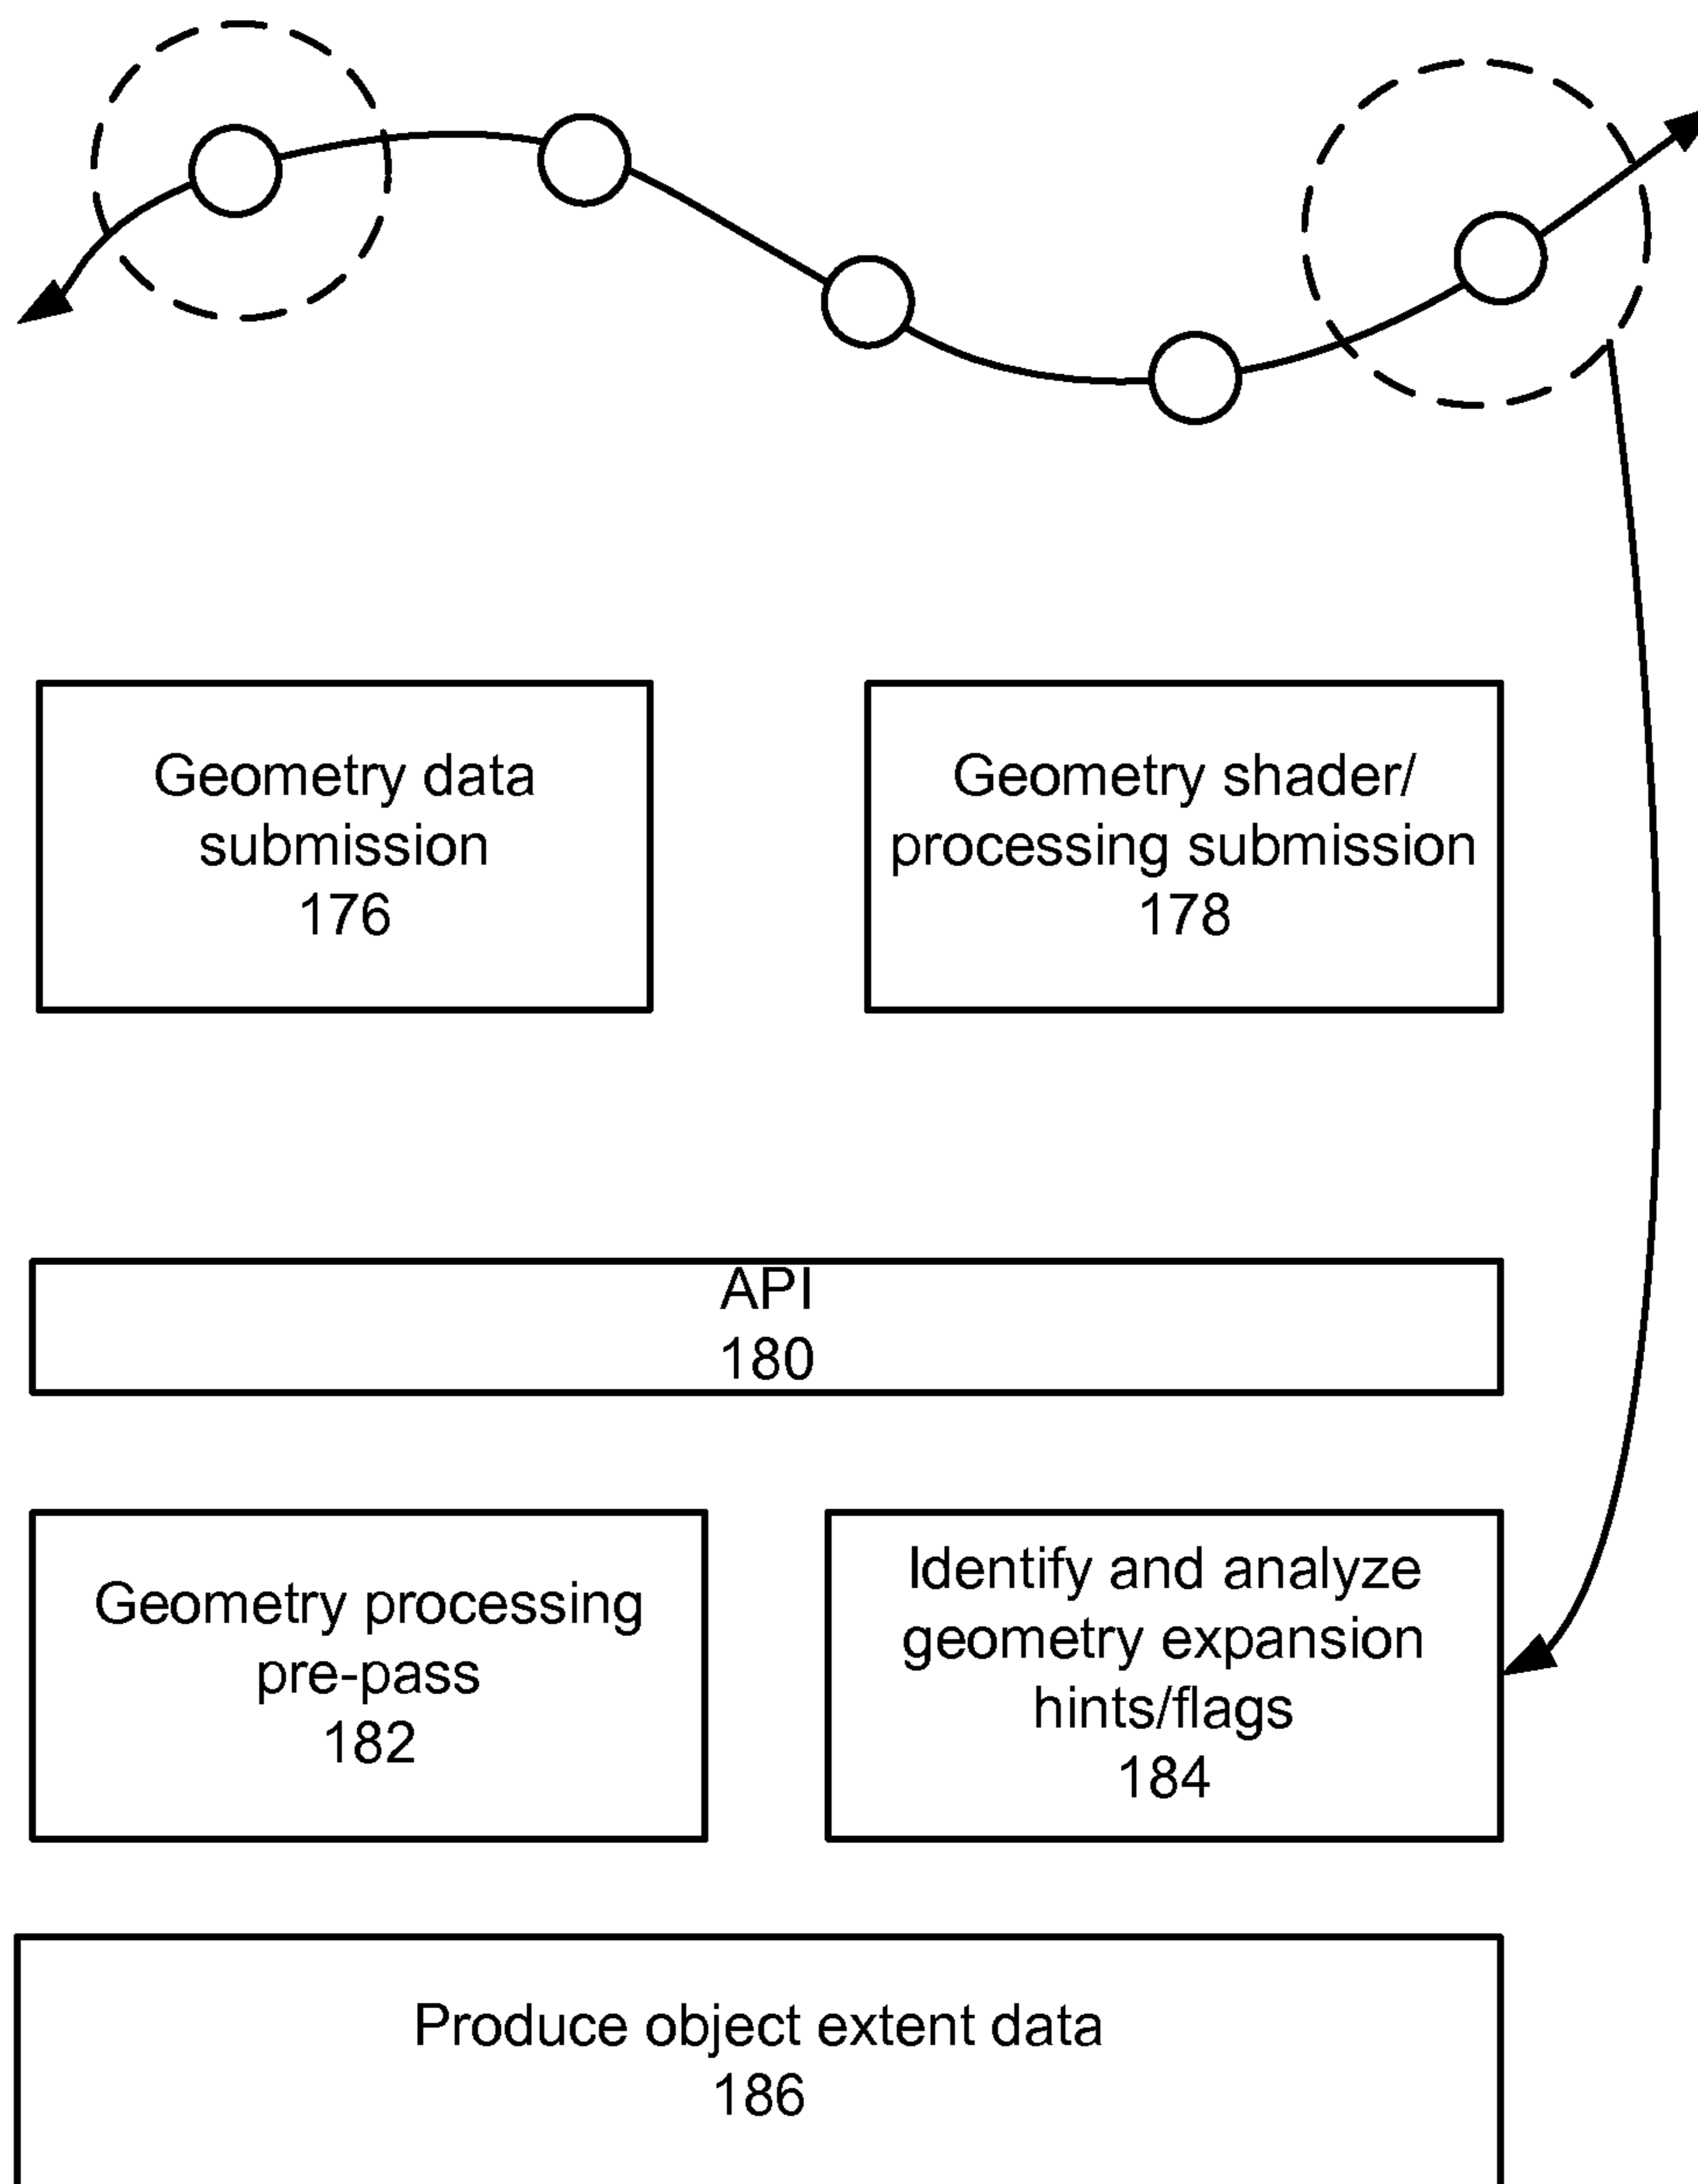 Geometry data
submission
176
Geometry shader/
processing submission
178
API
180
Geometry processing
pre-pass
182
Identify and analyze
geometry expansion
hints/flags
184
Produce object extent data
186